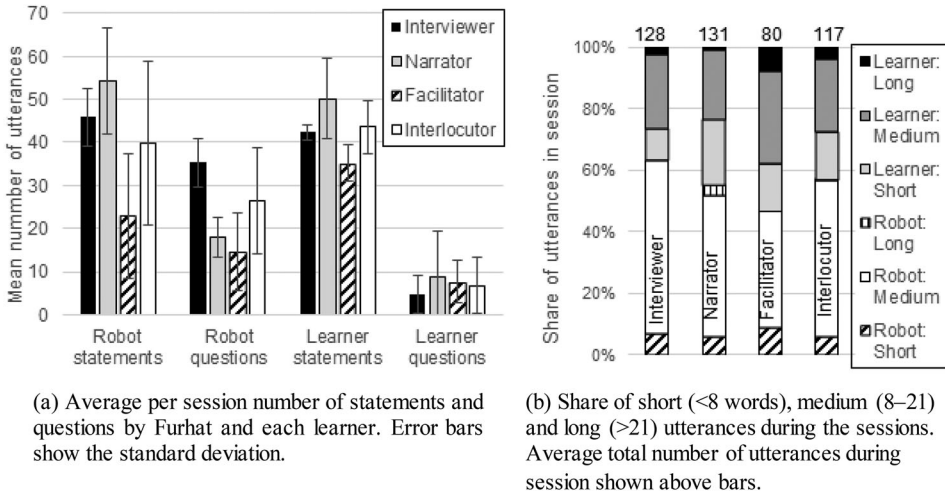 70
60
50
40
30
20
10
0
Mean nummber of utterances
Interviewer
Narrator
Facilitator
Interlocutor
Robot
statements
Robot
questions
Learner
statements
Learner
questions
(a) Average per session number of statements and
questions by Furhat and each learner. Error bars
show the standard deviation.
128 131 80 117
100%
80%
60%
40%
20%
0%
Share of utterances in session
Interviewer
Narrator
Facilitator
Interlocutor
Learner:
Long
Learner:
Medium
Learner:
Short
Robot:
Long
Robot:
Medium
Robot:
Short
(b) Share of short (<8 words), medium (8–21)
and long (>21) utterances during the sessions.
Average total number of utterances during
session shown above bars.